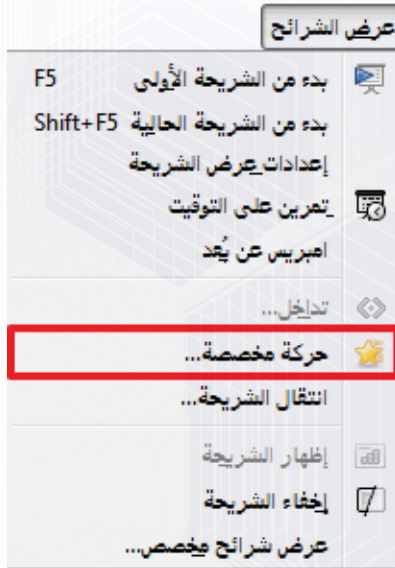 عرض الشرائح
بدء من الشريحة الأولى F5
بدء من الشريحة الحالية Shift+F5
إعدادات عرض الشريحة
تمرين على التوقيت
امبريس عن بُعد
تداخل...
حركة مخصصة...
انتقال الشريحة...
إظهار الشريحة
إخفاء الشريحة
عرض شرائح مخصص...